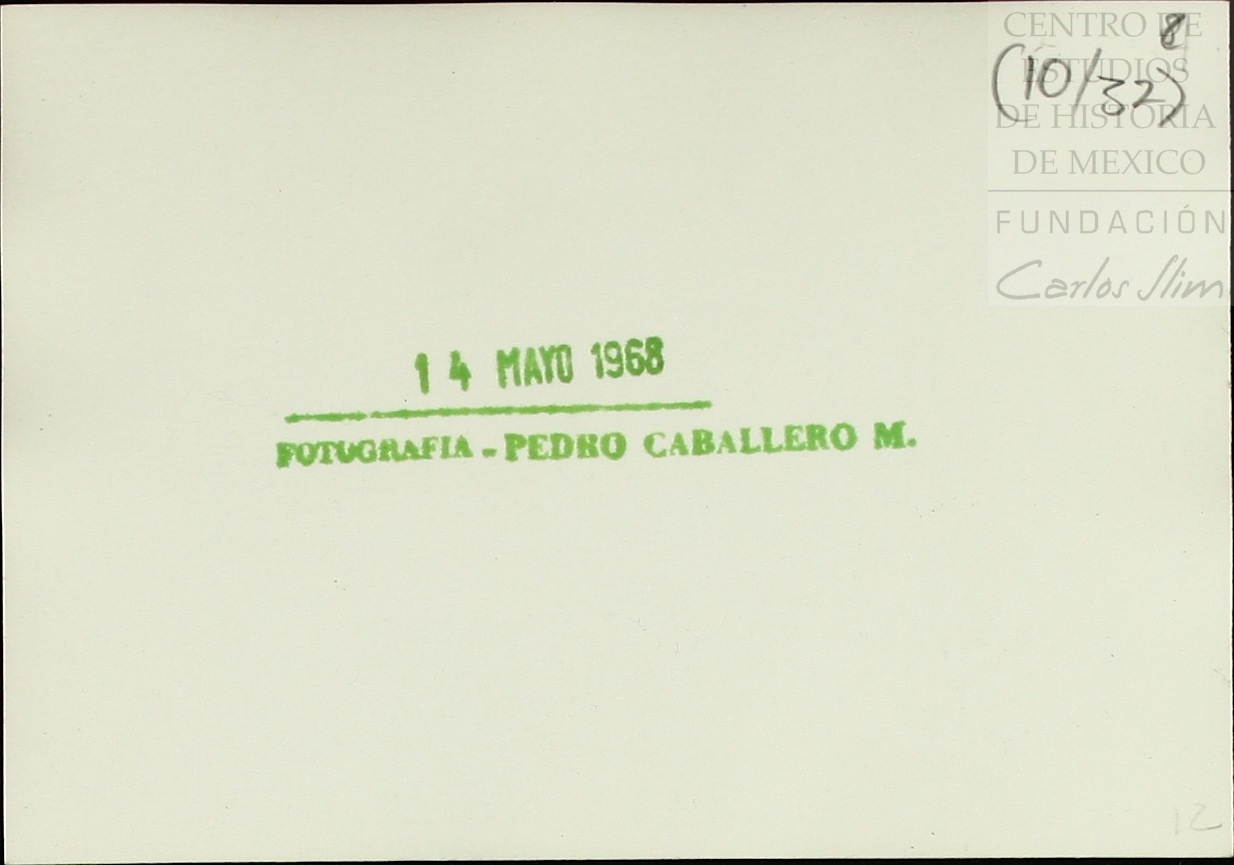 8
(10/32)
CENTRO DE
ESTUDIOS
DE HISTORIA
DE MEXICO
FUNDACIÓN
Carlos Slim
14 MAYO 1968
FOTOGRAFIA - PEDRO CABALLERO M.
12